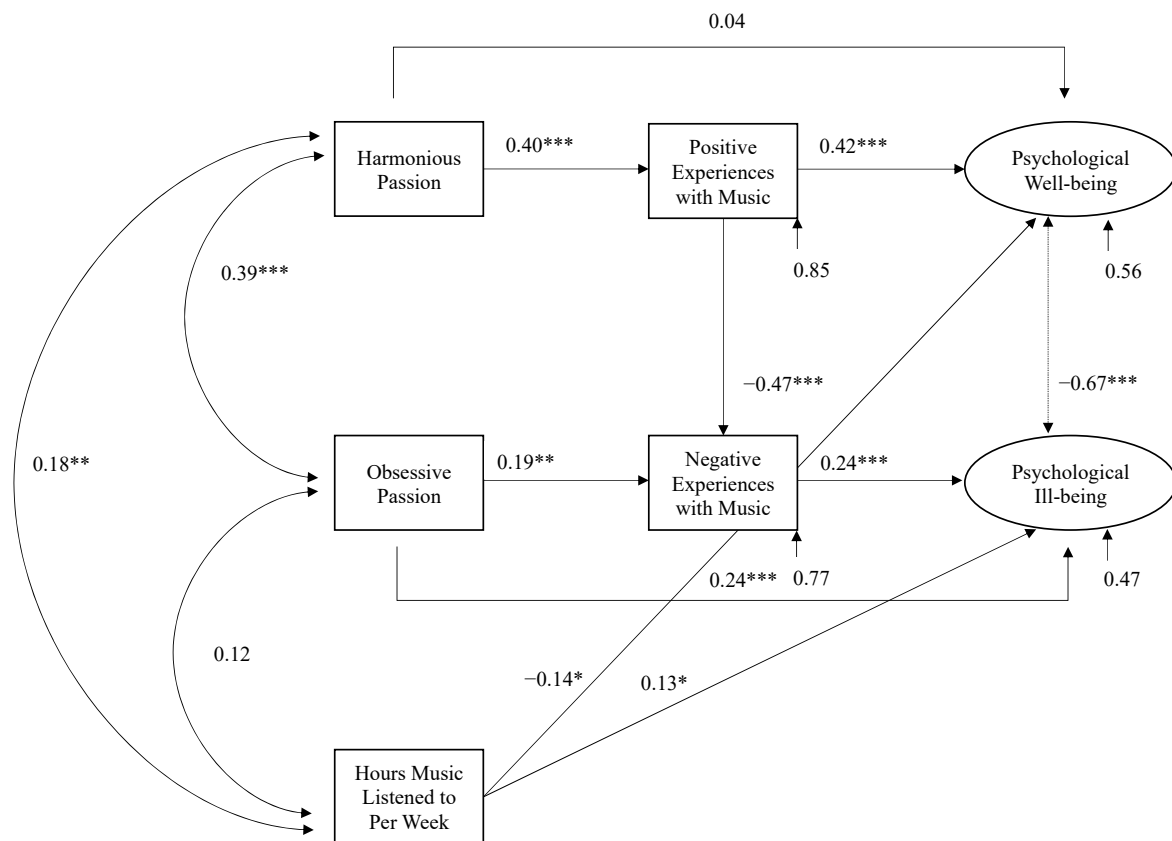 0.04
Harmonious
Passion
0.40***
Positive
Experiences
with Music
0.42***
Psychological
Well-being
0.39***
0.85
0.56
−0.47***
−0.67***
0.18**
Obsessive
Passion
0.19**
Negative
Experiences
with Music
0.24***
Psychological
Ill-being
0.24***
0.77
0.47
0.12
−0.14*
0.13*
Hours Music
Listened to
Per Week